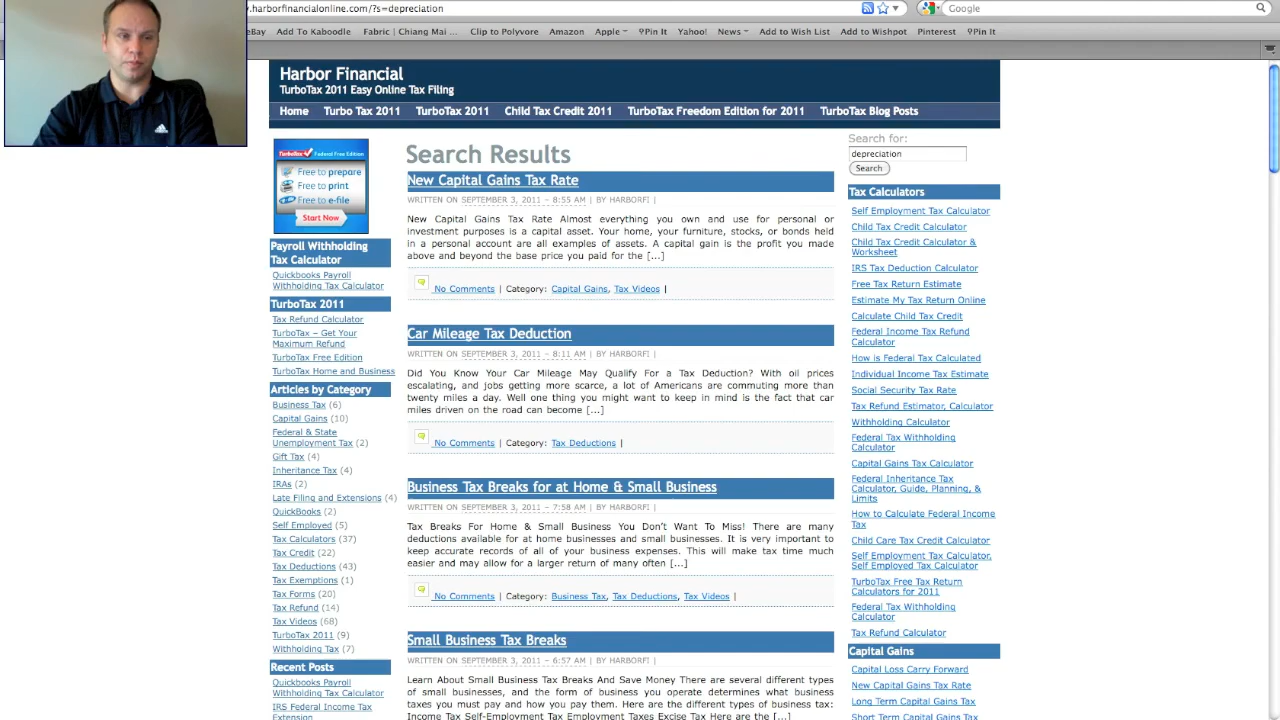 v.harborfinancialonline.com/?s=depreciation
Google
eBay Add To Kaboodle Fabric | Chiang Mai ... Clip to Polyvore Amazon Apple Pin It Yahoo! News Add to Wish List Add to Wishpot Pinterest Pin It
Harbor Financial
TurboTax 2011 Easy Online Tax Filing
Home Turbo Tax 2011 TurboTax 2011 Child Tax Credit 2011 TurboTax Freedom Edition for 2011 TurboTax Blog Posts
TurboTax Federal Free Edition
Free to prepare
Free to print
Free to e-file
Start Now
Payroll Withholding
Tax Calculator
Quickbooks Payroll
Withholding Tax Calculator
TurboTax 2011
Tax Refund Calculator
TurboTax – Get Your
Maximum Refund
TurboTax Free Edition
TurboTax Home and Business
Articles by Category
Business Tax (6)
Capital Gains (10)
Federal & State
Unemployment Tax (2)
Gift Tax (4)
Inheritance Tax (4)
IRAs (2)
Late Filing and Extensions (4)
QuickBooks (2)
Self Employed (5)
Tax Calculators (37)
Tax Credit (22)
Tax Deductions (43)
Tax Exemptions (1)
Tax Forms (20)
Tax Refund (14)
Tax Videos (68)
TurboTax 2011 (9)
Withholding Tax (7)
Recent Posts
Quickbooks Payroll
Withholding Tax Calculator
IRS Federal Income Tax
Extension
Search Results
New Capital Gains Tax Rate
WRITTEN ON SEPTEMBER 3, 2011 – 8:55 AM | BY HARBORFI |
New Capital Gains Tax Rate Almost everything you own and use for personal or
investment purposes is a capital asset. Your home, your furniture, stocks, or bonds held
in a personal account are all examples of assets. A capital gain is the profit you made
above and beyond the base price you paid for the [...]
No Comments | Category: Capital Gains, Tax Videos |
Car Mileage Tax Deduction
WRITTEN ON SEPTEMBER 3, 2011 – 8:11 AM | BY HARBORFI |
Did You Know Your Car Mileage May Qualify For a Tax Deduction? With oil prices
escalating, and jobs getting more scarce, a lot of Americans are commuting more than
twenty miles a day. Well one thing you might want to keep in mind is the fact that car
miles driven on the road can become [...]
No Comments | Category: Tax Deductions |
Business Tax Breaks for at Home & Small Business
WRITTEN ON SEPTEMBER 3, 2011 – 7:58 AM | BY HARBORFI |
Tax Breaks For Home & Small Business You Don't Want To Miss! There are many
deductions available for at home businesses and small businesses. It is very important to
keep accurate records of all of your business expenses. This will make tax time much
easier and may allow for a larger return of many often [...]
No Comments | Category: Business Tax, Tax Deductions, Tax Videos |
Small Business Tax Breaks
WRITTEN ON SEPTEMBER 3, 2011 – 6:57 AM | BY HARBORFI |
Learn About Small Business Tax Breaks And Save Money There are several different types
of small businesses, and the form of business you operate determines what business
taxes you must pay and how you pay them. Here are the different types of business tax:
Income Tax Self-Employment Tax Employment Taxes Excise Tax Here are the [...]
Search for:
depreciation
Search
Tax Calculators
Self Employment Tax Calculator
Child Tax Credit Calculator
Child Tax Credit Calculator &
Worksheet
IRS Tax Deduction Calculator
Free Tax Return Estimate
Estimate My Tax Return Online
Calculate Child Tax Credit
Federal Income Tax Refund
Calculator
How is Federal Tax Calculated
Individual Income Tax Estimate
Social Security Tax Rate
Tax Refund Estimator, Calculator
Withholding Calculator
Federal Tax Withholding
Calculator
Capital Gains Tax Calculator
Federal Inheritance Tax
Calculator, Guide, Planning, &
Limits
How to Calculate Federal Income
Tax
Child Care Tax Credit Calculator
Self Employment Tax Calculator,
Self Employed Tax Calculator
TurboTax Free Tax Return
Calculators for 2011
Federal Tax Withholding
Calculator
Tax Refund Calculator
Capital Gains
Capital Loss Carry Forward
New Capital Gains Tax Rate
Long Term Capital Gains Tax
Short Term Capital Gains Tax